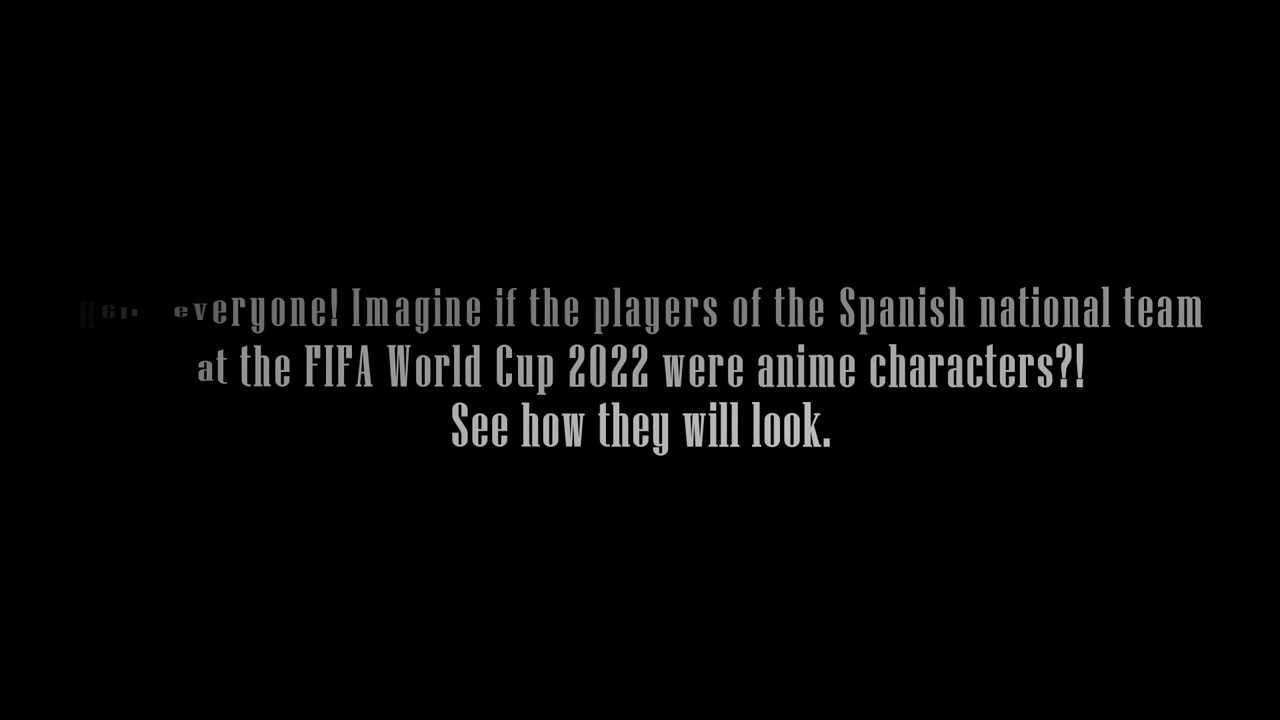 everyone! Imagine if the players of the Spanish national team
at the FIFA World Cup 2022 were anime characters?!
See how they will look.